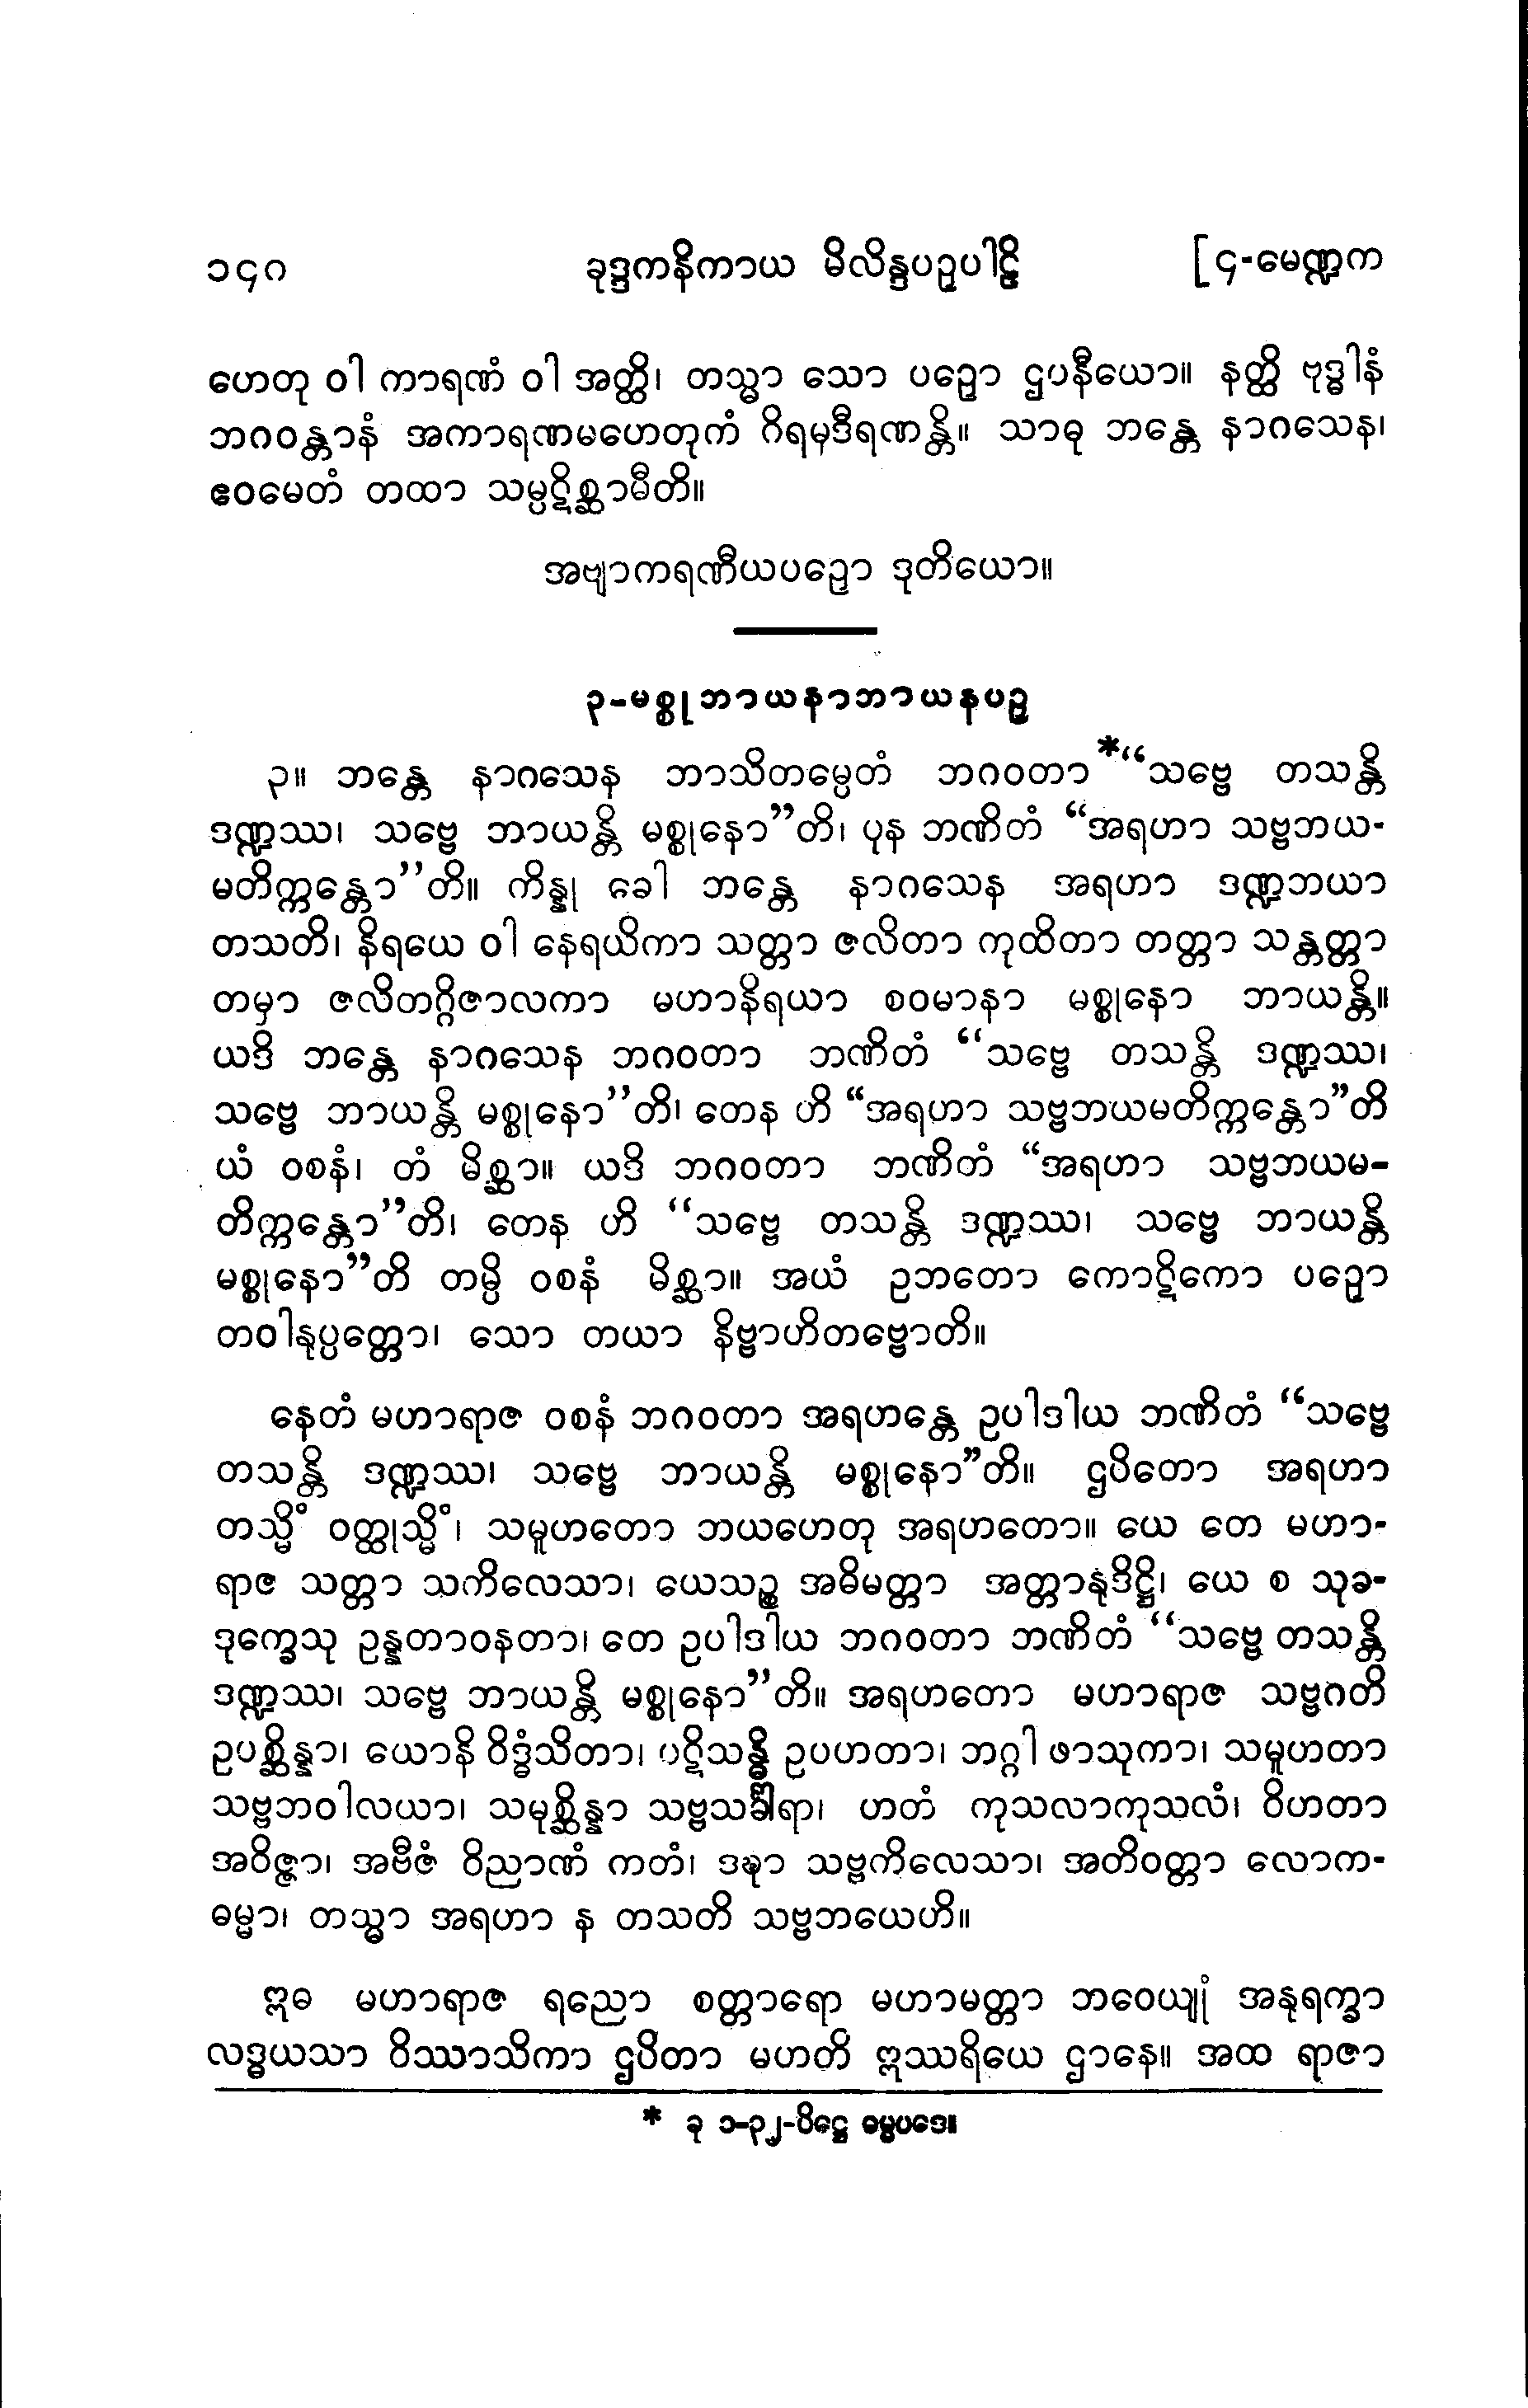 ၁၄ဂ ခုဒ္ဒကနိကာယ မိလိန္ဒပဉှပါဠိ [၄-မေဏ္ဍက
ဟေတု ဝါ ကာရဏံ ဝါ အတ္ထိ၊ တသ္မာ သော ပဉှော ဌပနီယော။ နတ္ထိ ဗုဒ္ဓါနံ
ဘဂဝန္တာနံ အကာရဏမဟေတုကံ ဂိရမုဒီရဏန္တိ။ သာဓု ဘန္တေ နာဂသေန၊
ဧဝမေတံ တထာ သမ္ပဋိစ္ဆာမီတိ။
အဗျာကရဏီယပဉှော ဒုတိယော။
၃-မစ္စုဘာယနာဘာယနပဉှ
၃။ ဘန္တေ နာဂသေန ဘာသိတမ္ပေတံ ဘဂဝတာ *“သဗ္ဗေ တသန္တိ
ဒဏ္ဍဿ၊ သဗ္ဗေ ဘာယန္တိ မစ္စုနော”တိ၊ ပုန ဘဏိတံ “အရဟာ သဗ္ဗဘယ-
မတိက္ကန္တော’’တိ။ ကိန္နု ခေါ ဘန္တေ နာဂသေန အရဟာ ဒဏ္ဍဘယာ
တသတိ၊ နိရယေ ဝါ နေရယိကာ သတ္တာ ဇလိတာ ကုထိတာ တတ္တာ သန္တတ္တာ
တမှာ ဇလိတဂ္ဂိဇာလကာ မဟာနိရယာ စဝမာနာ မစ္စုနော ဘာယန္တိ။
ယဒိ ဘန္တေ နာဂသေန ဘဂဝတာ ဘဏိတံ “သဗ္ဗေ တသန္တိ ဒဏ္ဍဿ၊
သဗ္ဗေ ဘာယန္တိ မစ္စုနော’’တိ၊ တေန ဟိ “အရဟာ သဗ္ဗဘယမတိက္ကန္တော”တိ
ယံ ဝစနံ၊ တံ မိစ္ဆာ။ ယဒိ ဘဂဝတာ ဘဏိတံ “အရဟာ သဗ္ဗဘယမ-
တိက္ကန္တော”တိ၊ တေန ဟိ “သဗ္ဗေ တသန္တိ ဒဏ္ဍဿ၊ သဗ္ဗေ ဘာယန္တိ
မစ္စုနော”တိ တမ္ပိ ဝစနံ မိစ္ဆာ။ အယံ ဥဘတော ကောဋိကော ပဉှော
တဝါနုပ္ပတ္တော၊ သော တယာ နိဗ္ဗာဟိတဗ္ဗောတိ။
နေတံ မဟာရာဇ ဝစနံ ဘဂဝတာ အရဟန္တေ ဥပါဒါယ ဘဏိတံ “သဗ္ဗေ
တသန္တိ ဒဏ္ဍဿ၊ သဗ္ဗေ ဘာယန္တိ မစ္စုနော”တိ။ ဌပိတော အရဟာ
တသ္မိံ ဝတ္ထုသ္မိံ၊ သမူဟတော ဘယဟေတု အရဟတော။ ယေ တေ မဟာ-
ရာဇ သတ္တာ သကိလေသာ၊ ယေသဉ္စ အဓိမတ္တာ အတ္တာနုဒိဋ္ဌိ၊ ယေ စ သုခ-
ဒုက္ခေသု ဥန္နတာဝနတာ၊ တေ ဥပါဒါယ ဘဂဝတာ ဘဏိတံ “သဗ္ဗေ တသန္တိ
ဒဏ္ဍဿ၊ သဗ္ဗေ ဘာယန္တိ မစ္စုနော’’တိ။ အရဟတော မဟာရာဇ သဗ္ဗဂတိ
ဥပစ္ဆိန္နာ၊ ယောနိ ဝိဒ္ဓံသိတာ၊ ပဋိသန္ဓိ ဥပဟတာ၊ ဘဂ္ဂါ ဖာသုကာ၊ သမူဟတာ
သဗ္ဗဘဝါလယာ၊ သမုစ္ဆိန္နာ သဗ္ဗသင်္ခါရာ၊ ဟတံ ကုသလာကုသလံ၊ ဝိဟတာ
အဝိဇ္ဇာ၊ အဗီဇံ ဝိညာဏံ ကတံ၊ ဒဍ္ဎာ သဗ္ဗကိလေသာ၊ အတိဝတ္တာ လောက-
ဓမ္မာ၊ တသ္မာ အရဟာ န တသတိ သဗ္ဗဘယေဟိ။
ဣဓ မဟာရာဇ ရညော စတ္တာရော မဟာမတ္တာ ဘဝေယျုံ အနုရက္ခာ
လဒ္ဓယသာ ဝိဿာသိကာ ဌပိတာ မဟတိ ဣဿရိယေ ဌာနေ။ အထ ရာဇာ
* ခု ၁-၃၂-ပိဋ္ဌေ ဓမ္မပဒေ။